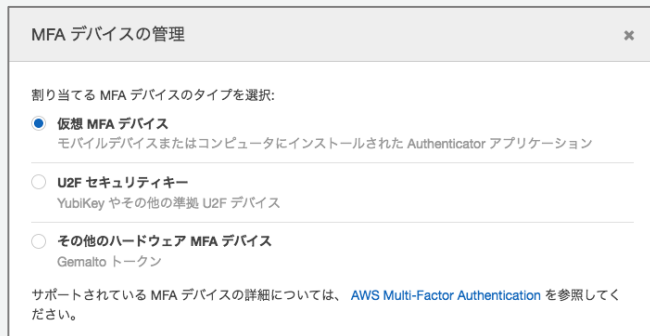 MFA デバイスの管理
割り当てる MFA デバイスのタイプを選択:
仮想 MFA デバイス
モバイルデバイスまたはコンピュータにインストールされた Authenticator アプリケーション
U2F セキュリティキー
YubiKey やその他の準拠 U2F デバイス
その他のハードウェア MFA デバイス
Gemalto トークン
サポートされている MFA デバイスの詳細については、 AWS Multi-Factor Authentication を参照してく
ださい。